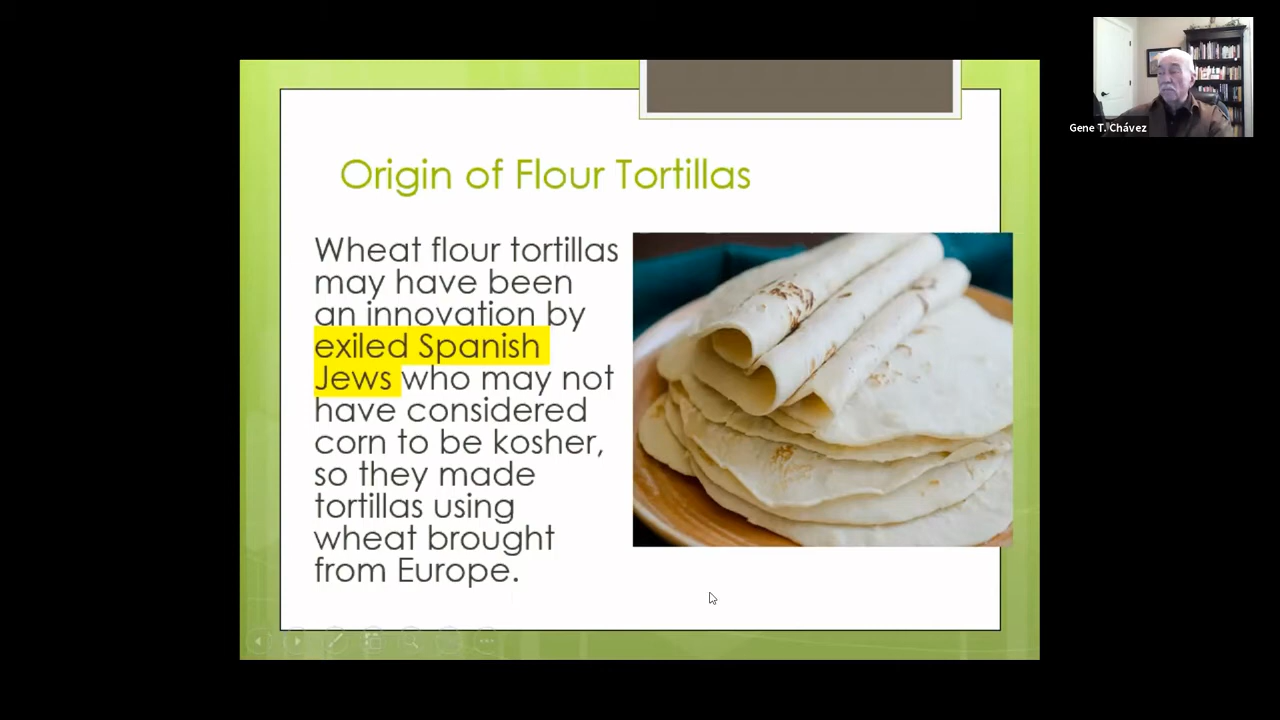 Origin of Flour Tortillas
Wheat flour tortillas
may have been
an innovation by
exiled Spanish
Jews who may not
have considered
corn to be kosher,
so they made
tortillas using
wheat brought
from Europe.
Gene T. Chávez